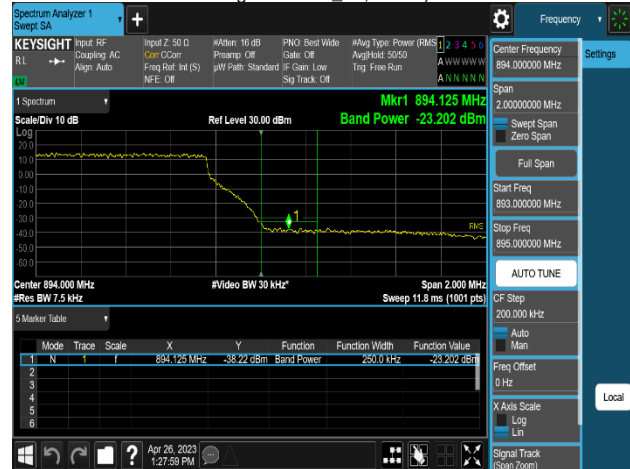 Spectrum Analyzer 1
Swept SA
+
Frequency
KEYSIGHT
RL
Input: RF
Coupling: AC
Align: Auto
Input Z: 50 Ω
Corr CCorr
Freq Ref: Int (S)
NFE: Off
#Atten: 16 dB
Preamp: Off
µW Path: Standard
PNO: Best Wide
Gate: Off
IF Gain: Low
Sig Track: Off
#Avg Type: Power (RMS
Avg|Hold: 50/50
Trig: Free Run
1 2 3 4 5 6
A W W W W W
A N N N N N
1 Spectrum
Scale/Div 10 dB
Ref Level 30.00 dBm
Mkr1 894.125 MHz
Band Power -23.202 dBm
Log
20.0
10.0
0.00
-10.0
-20.0
-30.0
-40.0
-50.0
-60.0
1
RMS
Center 894.000 MHz
#Video BW 30 kHz*
Span 2.000 MHz
#Res BW 7.5 kHz
Sweep 11.8 ms (1001 pts)
5 Marker Table
Mode Trace Scale X Y Function Function Width Function Value
1 N 1 f 894.125 MHz -38.22 dBm Band Power 250.0 kHz -23.202 dBm
2
3
4
5
6
?
Apr 26, 2023
1:27:59 PM
Center Frequency
894.000000 MHz
Span
2.00000000 MHz
Swept Span
Zero Span
Full Span
Start Freq
893.000000 MHz
Stop Freq
895.000000 MHz
AUTO TUNE
CF Step
200.000 kHz
Auto
Man
Freq Offset
0 Hz
X Axis Scale
Log
Lin
Signal Track
(Span Zoom)
Settings
Local